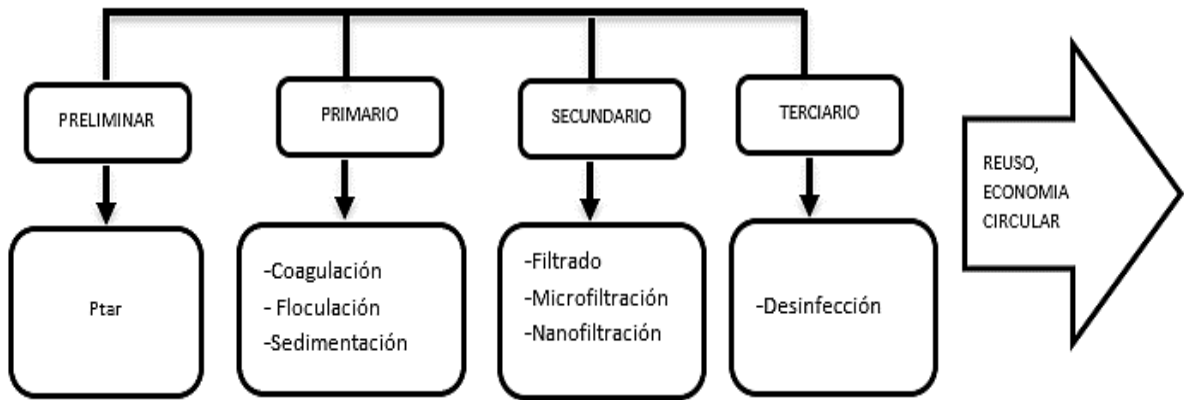 PRELIMINAR
PRIMARIO
SECUNDARIO
TERCIARIO
Ptar
-Coagulación
- Floculación
-Sedimentación
-Filtrado
-Microfiltración
-Nanofiltración
-Desinfección
REUSO,
ECONOMIA
CIRCULAR